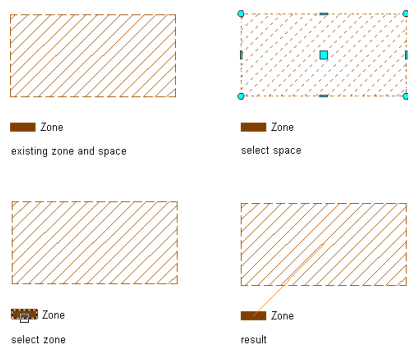 Zone
existing zone and space
Zone
select space
Zone
select zone
Zone
result